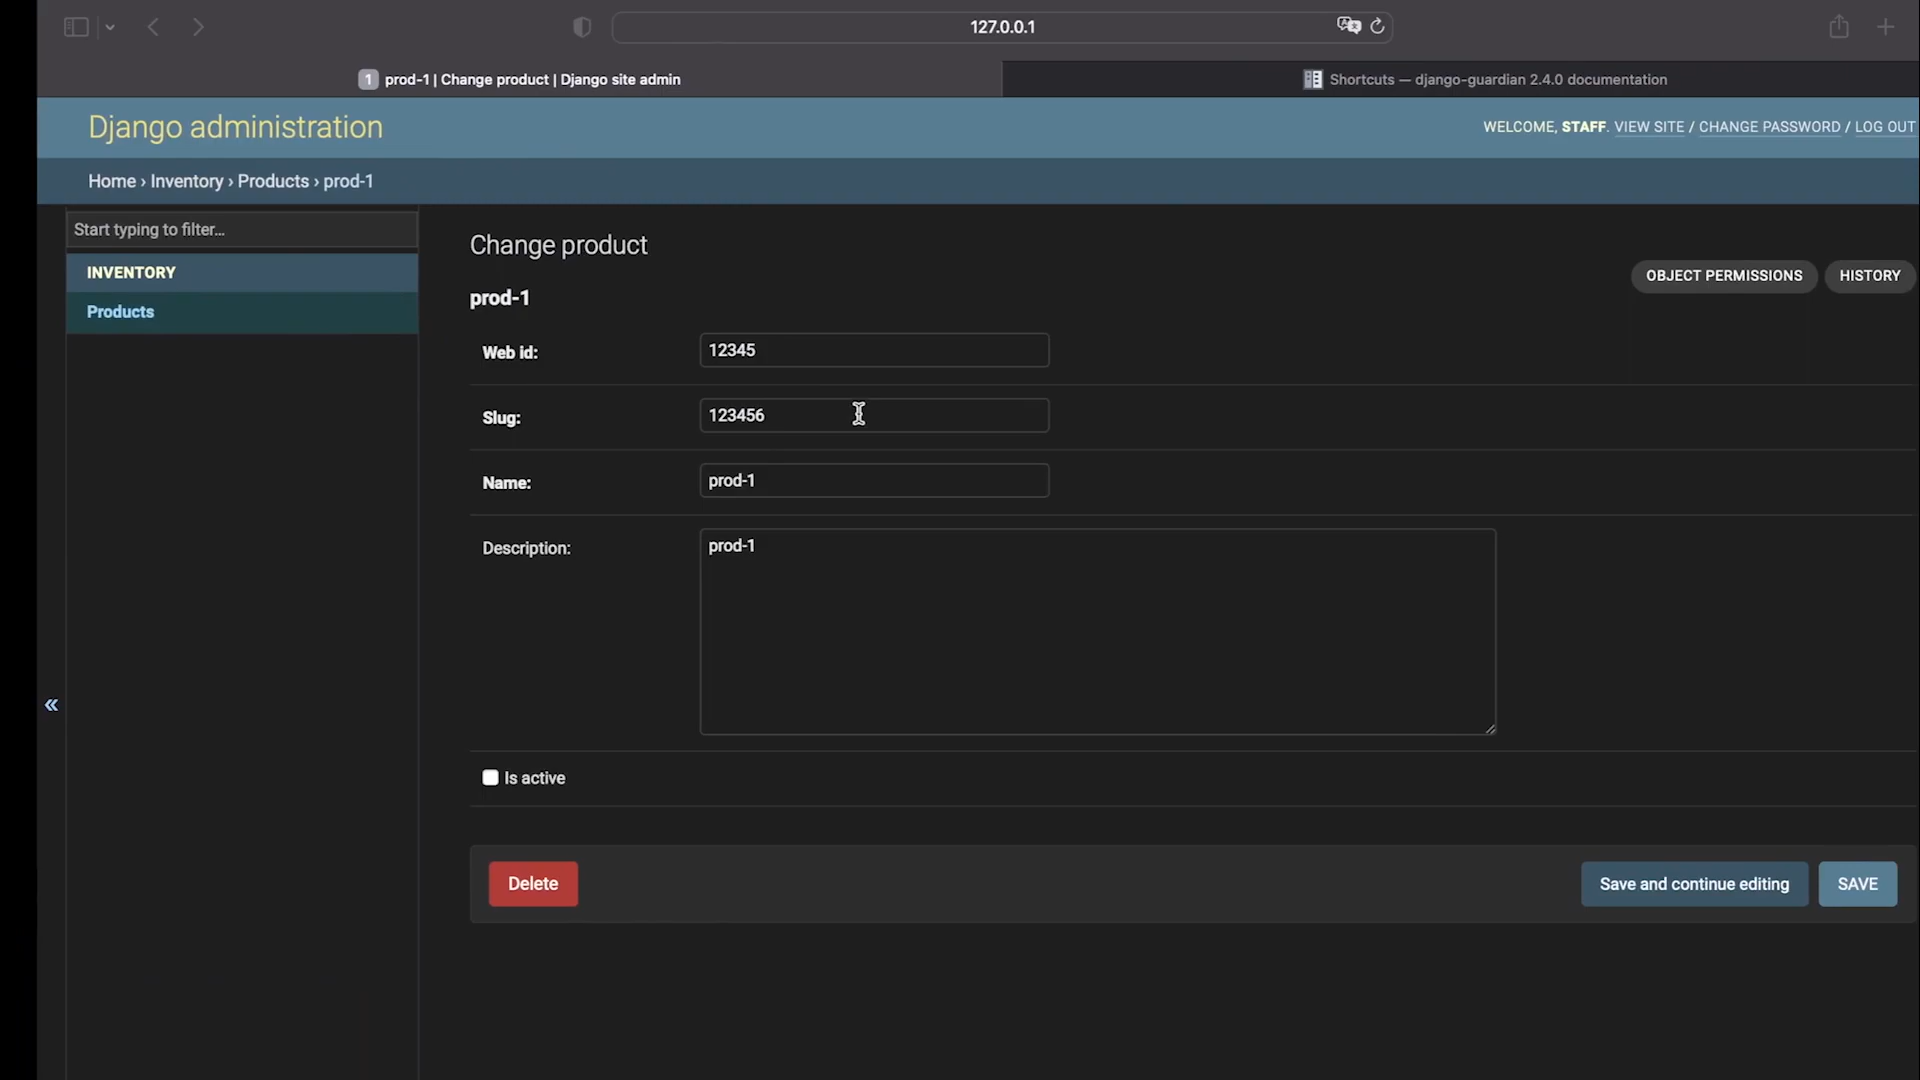 127.0.0.1
1 prod-1 | Change product | Django site admin
Shortcuts — django-guardian 2.4.0 documentation
Django administration
WELCOME, STAFF. VIEW SITE / CHANGE PASSWORD / LOG OUT
Home › Inventory › Products › prod-1
Start typing to filter...
INVENTORY
Products
Change product
OBJECT PERMISSIONS
HISTORY
prod-1
Web id: 12345
Slug: 123456
Name: prod-1
Description: prod-1
«
Is active
Delete
Save and continue editing
SAVE